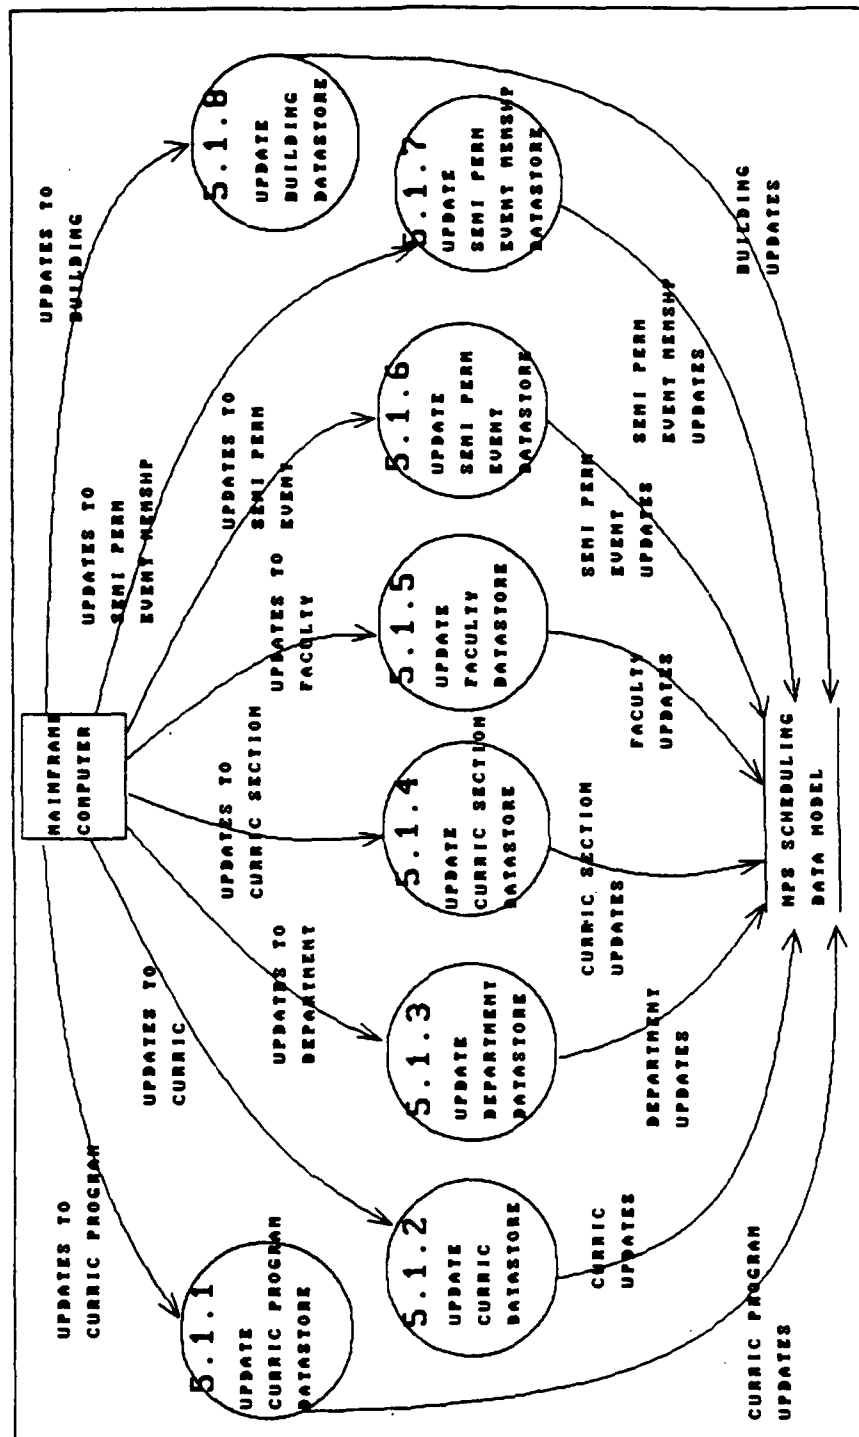 MAINFRAME
COMPUTER
UPDATES TO
CURRIC PROGRAM
UPDATES TO
CURRIC
UPDATES TO
DEPARTMENT
UPDATES TO
CURRIC SECTION
UPDATES TO
FACULTY
UPDATES TO
SEMI PERM
EVENT
UPDATES TO
SEMI PERM
EVENT MEMSHP
UPDATES TO
BUILDING
5.1.1
UPDATE
CURRIC PROGRAM
DATASTORE
5.1.2
UPDATE
CURRIC
DATASTORE
5.1.3
UPDATE
DEPARTMENT
DATASTORE
5.1.4
UPDATE
CURRIC SECTION
DATASTORE
5.1.5
UPDATE
FACULTY
DATASTORE
5.1.6
UPDATE
SEMI PERM
EVENT
DATASTORE
5.1.7
UPDATE
SEMI PERM
EVENT MEMSHP
DATASTORE
5.1.8
UPDATE
BUILDING
DATASTORE
CURRIC PROGRAM
UPDATES
CURRIC
UPDATES
DEPARTMENT
UPDATES
CURRIC SECTION
UPDATES
FACULTY
UPDATES
SEMI PERM
EVENT
UPDATES
SEMI PERM
EVENT MEMSHP
UPDATES
BUILDING
UPDATES
NPS SCHEDULING
DATA MODEL